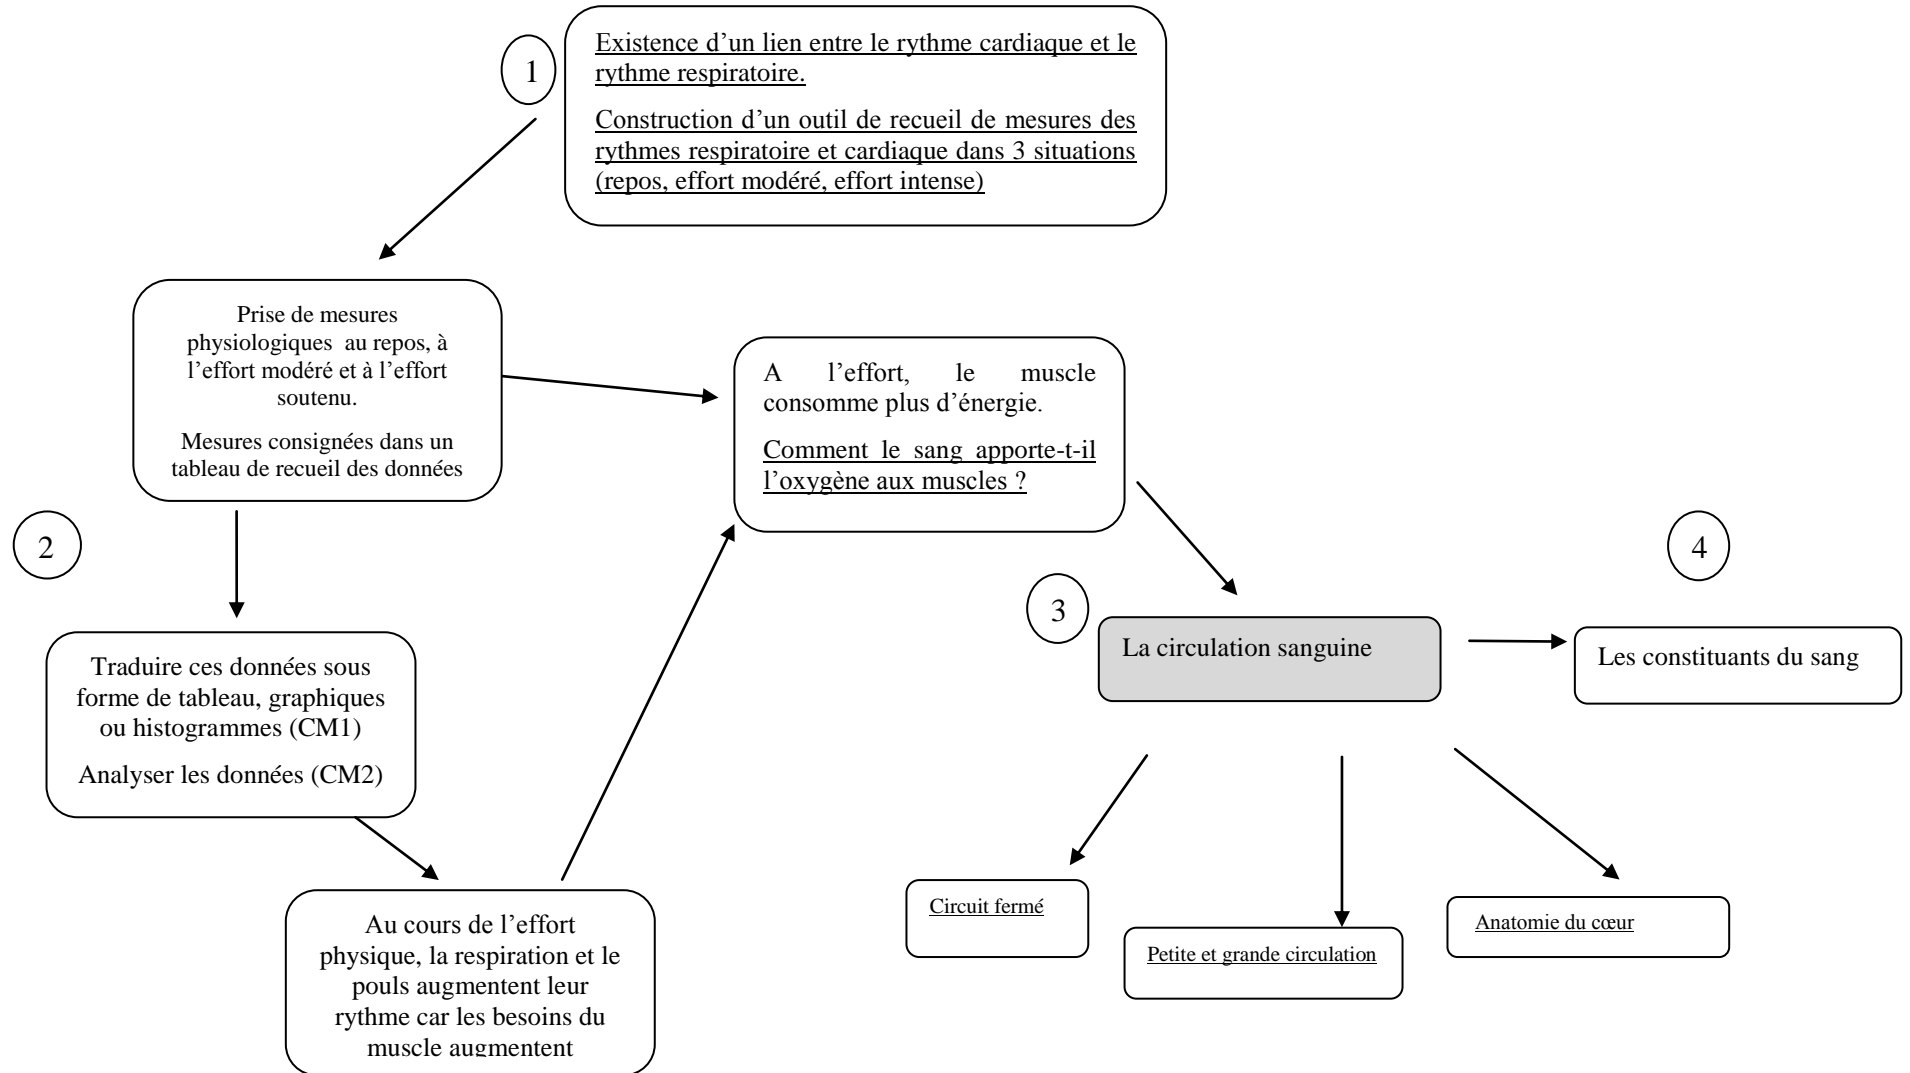 1
Existence d’un lien entre le rythme cardiaque et le
rythme respiratoire.
Construction d’un outil de recueil de mesures des
rythmes respiratoire et cardiaque dans 3 situations
(repos, effort modéré, effort intense)
Prise de mesures
physiologiques au repos, à
l’effort modéré et à l’effort
soutenu.
Mesures consignées dans un
tableau de recueil des données
A l’effort, le muscle
consomme plus d’énergie.
Comment le sang apporte-t-il
l’oxygène aux muscles ?
2
Traduire ces données sous
forme de tableau, graphiques
ou histogrammes (CM1)
Analyser les données (CM2)
Au cours de l’effort
physique, la respiration et le
pouls augmentent leur
rythme car les besoins du
muscle augmentent
3
La circulation sanguine
4
Les constituants du sang
Circuit fermé
Petite et grande circulation
Anatomie du cœur